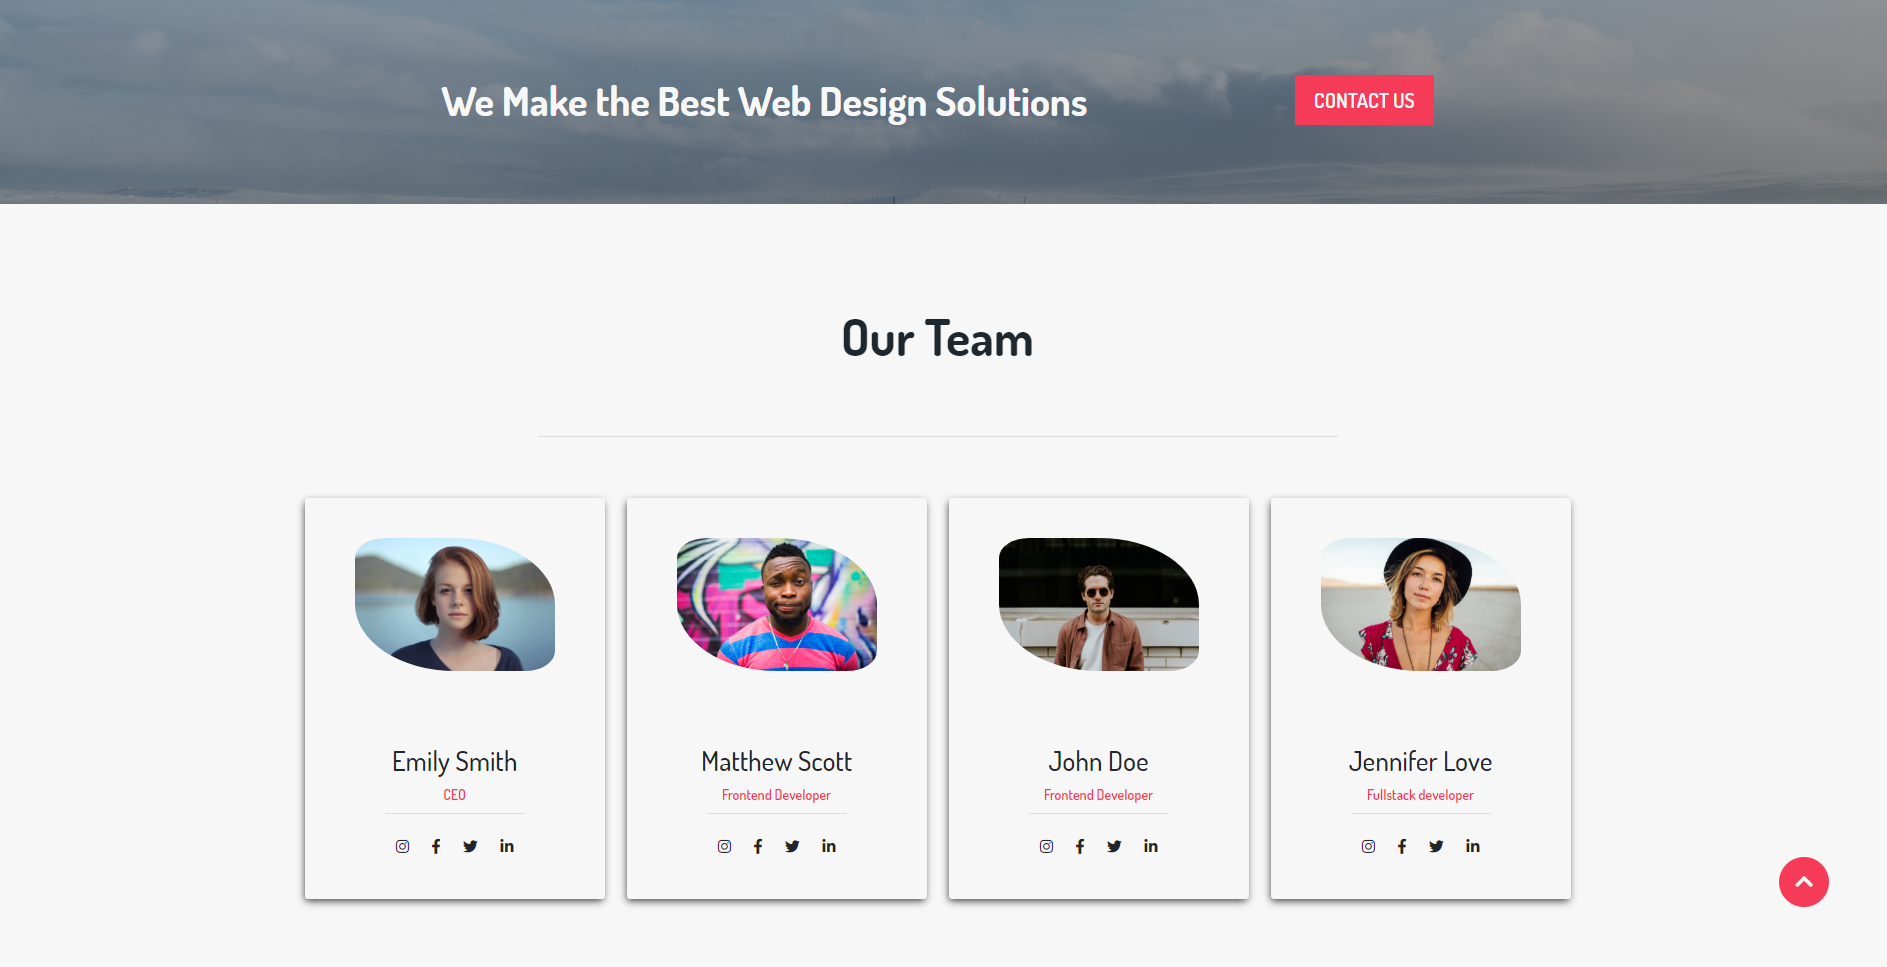 We Make the Best Web Design Solutions
CONTACT US
Our Team
Emily Smith
CEO
Matthew Scott
Frontend Developer
John Doe
Frontend Developer
Jennifer Love
Fullstack developer